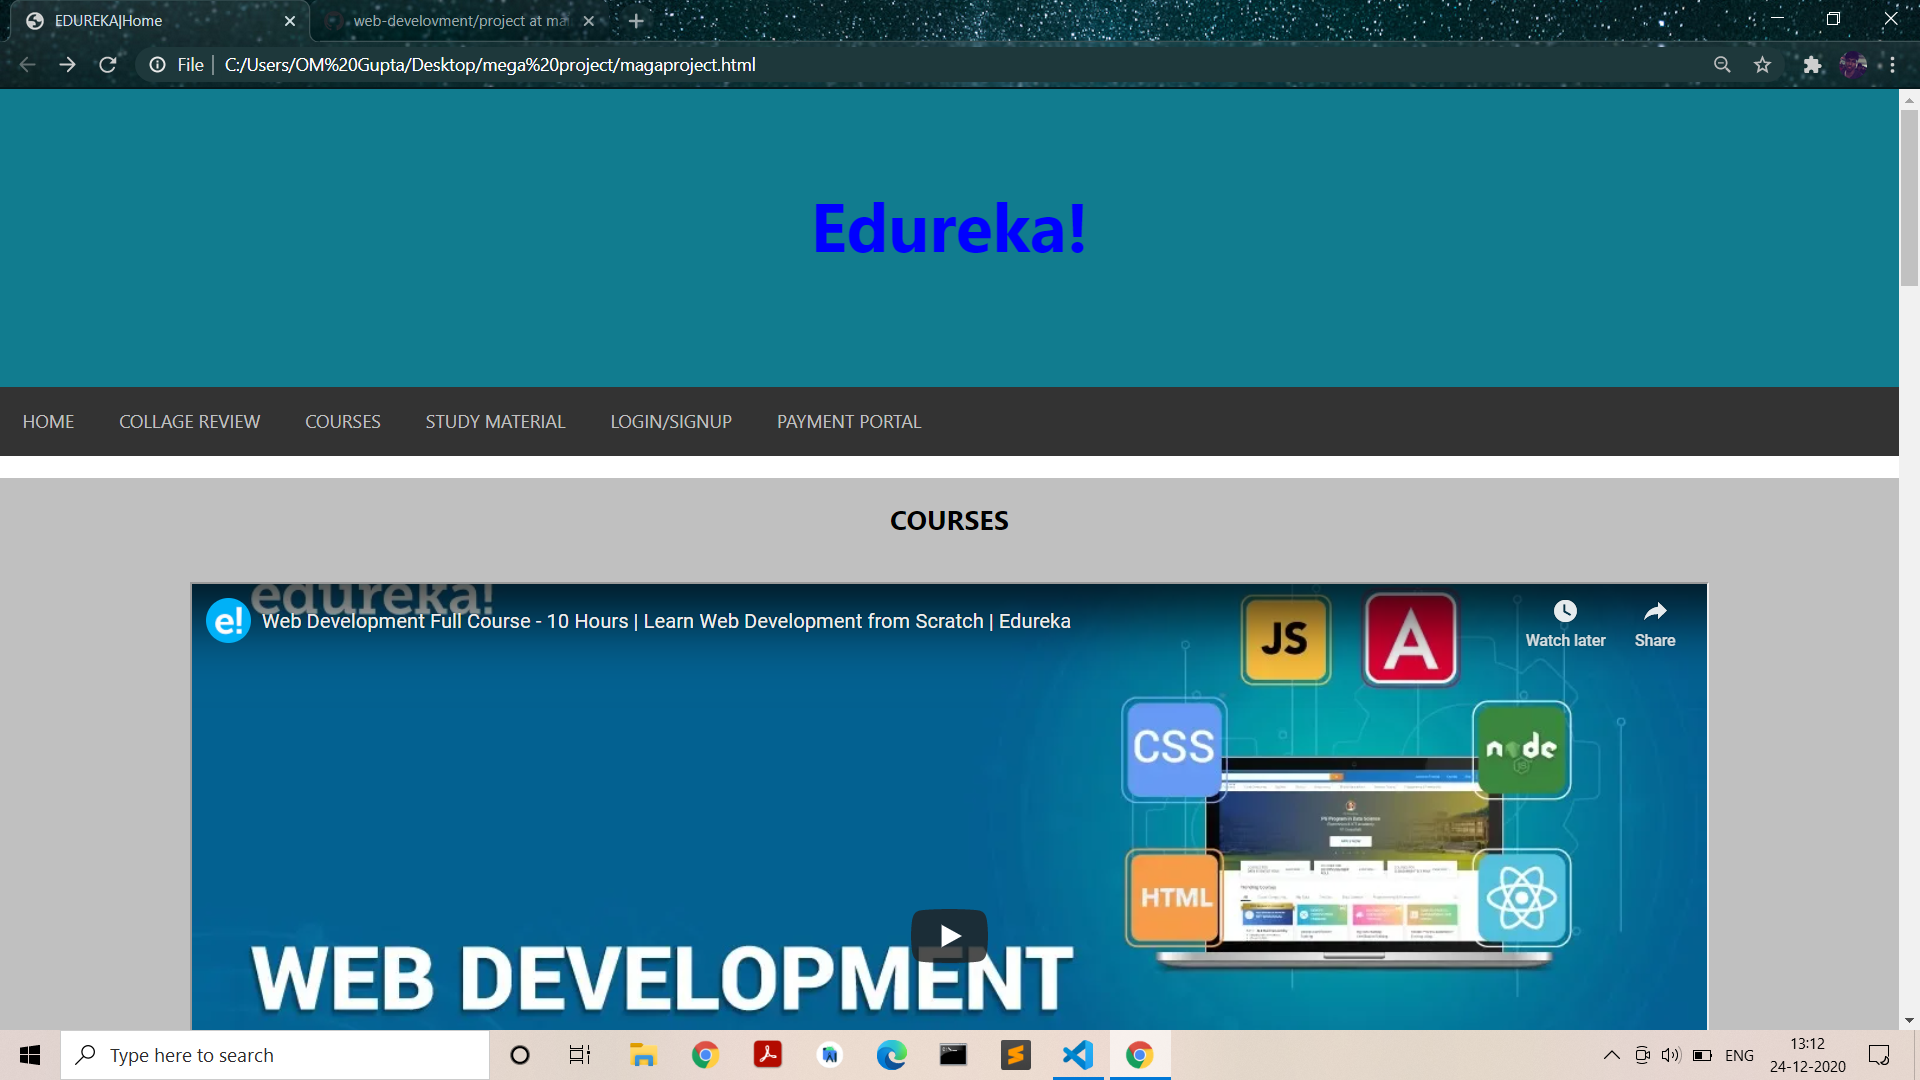 EDUREKA|Home
web-develovment/project at ma
File
C:/Users/OM%20Gupta/Desktop/mega%20project/magaproject.html
Edureka!
HOME COLLAGE REVIEW COURSES STUDY MATERIAL LOGIN/SIGNUP PAYMENT PORTAL
COURSES
edureka!
e! Web Development Full Course - 10 Hours | Learn Web Development from Scratch | Edureka
Watch later Share
JS A
CSS node
JS
HTML
WEB DEVELOPMENT
Type here to search
ENG
13:12
24-12-2020